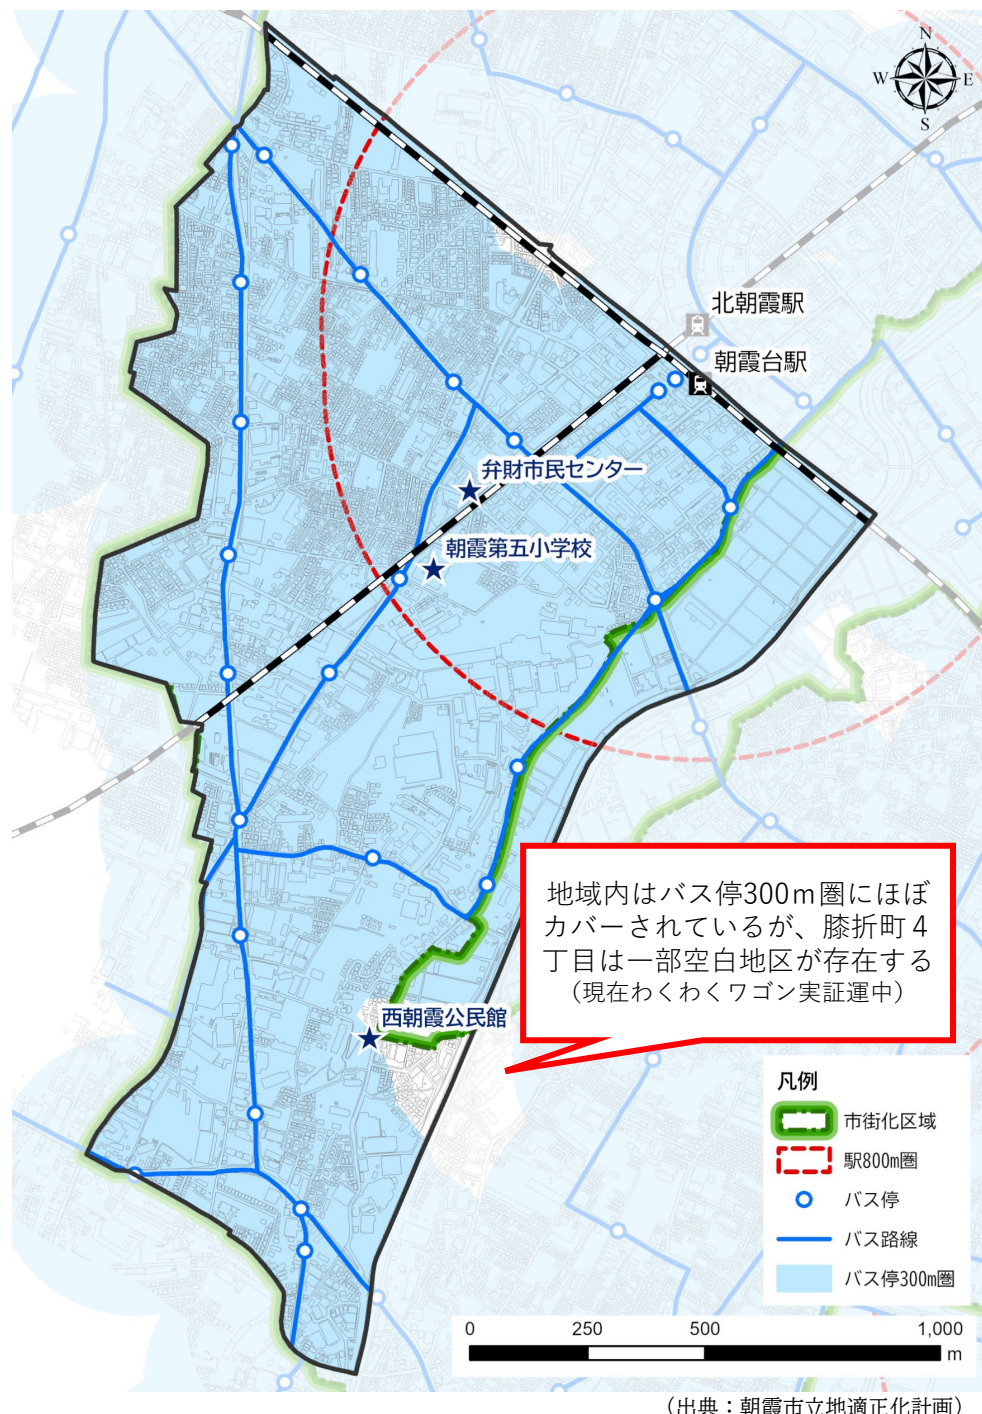 N
W
E
S
北朝霞駅
朝霞台駅
弁財市民センター
朝霞第五小学校
地域内はバス停300ｍ圏にほぼ
カバーされているが、膝折町４
丁目は一部空白地区が存在する
（現在わくわくワゴン実証運中）
西朝霞公民館
凡例
市街化区域
駅800m圏
バス停
バス路線
バス停300m圏
0 250 500 1,000
m
（出典：朝霞市立地適正化計画）